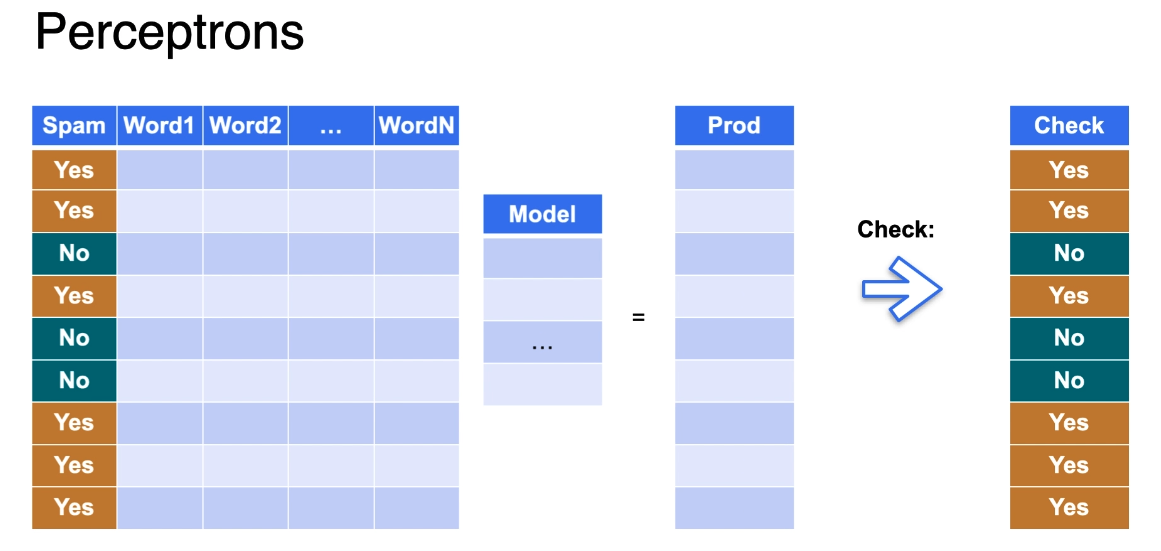 Perceptrons
Spam Word1 Word2 ... WordN
Yes
Yes
No
Yes
No
No
Yes
Yes
Yes
Model
...
=
Prod
Check:
Check
Yes
Yes
No
Yes
No
No
Yes
Yes
Yes